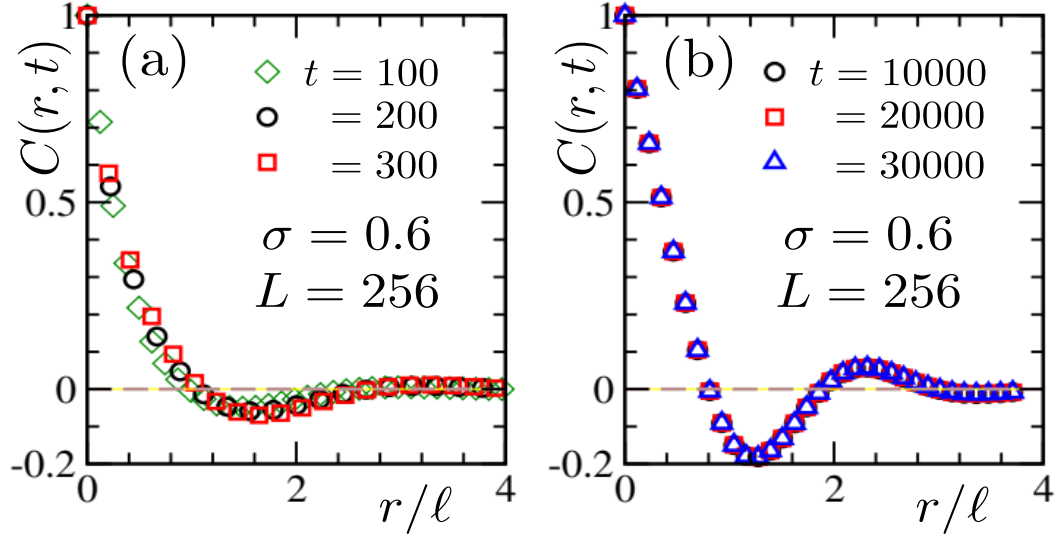 (a)
C(r, t)
t = 100
= 200
= 300
σ = 0.6
L = 256
1
0.5
0
-0.2
0 2 4
r/ℓ
(b)
C(r, t)
t = 10000
= 20000
= 30000
σ = 0.6
L = 256
1
0.5
0
-0.2
0 2 4
r/ℓ